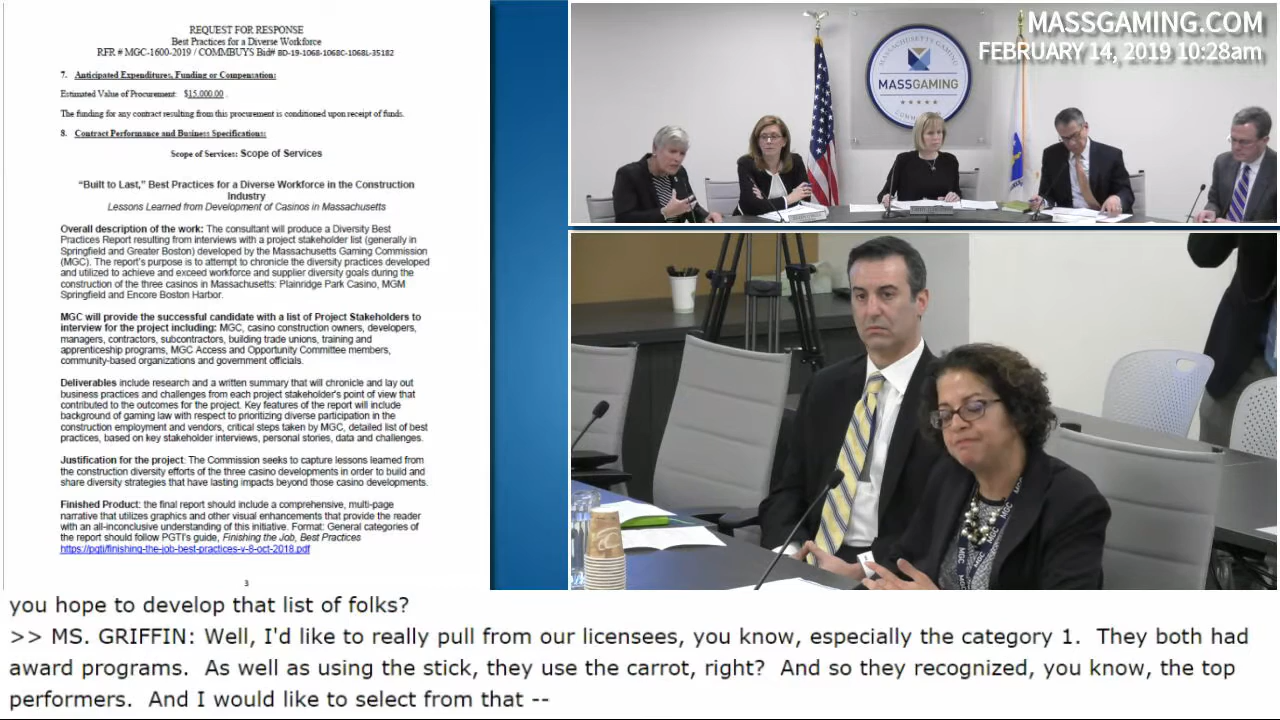 REQUEST FOR RESPONSE
Best Practices for a Diverse Workforce
RFR # MGC-1600-2019 / COMMBUYS Bid# BD-19-1068-1068C-1068L-35182
7. Anticipated Expenditures, Funding or Compensation:
Estimated Value of Procurement: $15,000.00 .
The funding for any contract resulting from this procurement is conditioned upon receipt of funds.
8. Contract Performance and Business Specifications:
Scope of Services: Scope of Services
“Built to Last,” Best Practices for a Diverse Workforce in the Construction
Industry
Lessons Learned from Development of Casinos in Massachusetts
Overall description of the work: The consultant will produce a Diversity Best
Practices Report resulting from interviews with a project stakeholder list (generally in
Springfield and Greater Boston) developed by the Massachusetts Gaming Commission
(MGC). The report's purpose is to attempt to chronicle the diversity practices developed
and utilized to achieve and exceed workforce and supplier diversity goals during the
construction of the three casinos in Massachusetts: Plainridge Park Casino, MGM
Springfield and Encore Boston Harbor.
MGC will provide the successful candidate with a list of Project Stakeholders to
interview for the project including: MGC, casino construction owners, developers,
managers, contractors, subcontractors, building trade unions, training and
apprenticeship programs, MGC Access and Opportunity Committee members,
community-based organizations and government officials.
Deliverables include research and a written summary that will chronicle and lay out
business practices and challenges from each project stakeholder's point of view that
contributed to the outcomes for the project. Key features of the report will include
background of gaming law with respect to prioritizing diverse participation in the
construction employment and vendors, critical steps taken by MGC, detailed list of best
practices, based on key stakeholder interviews, personal stories, data and challenges.
Justification for the project: The Commission seeks to capture lessons learned from
the construction diversity efforts of the three casino developments in order to build and
share diversity strategies that have lasting impacts beyond those casino developments.
Finished Product: the final report should include a comprehensive, multi-page
narrative that utilizes graphics and other visual enhancements that provide the reader
with an all-inconclusive understanding of this initiative. Format: General categories of
the report should follow PGTI's guide, Finishing the Job, Best Practices
https://pgti/finishing-the-job-best-practices-v-8-oct-2018.pdf
3
MASSGAMING.COM
FEBRUARY 14, 2019 10:28am
MASSACHUSETTS GAMING
MASSGAMING
MGC
MGC
MGC
you hope to develop that list of folks?
>> MS. GRIFFIN: Well, I'd like to really pull from our licensees, you know, especially the category 1. They both had
award programs. As well as using the stick, they use the carrot, right? And so they recognized, you know, the top
performers. And I would like to select from that --